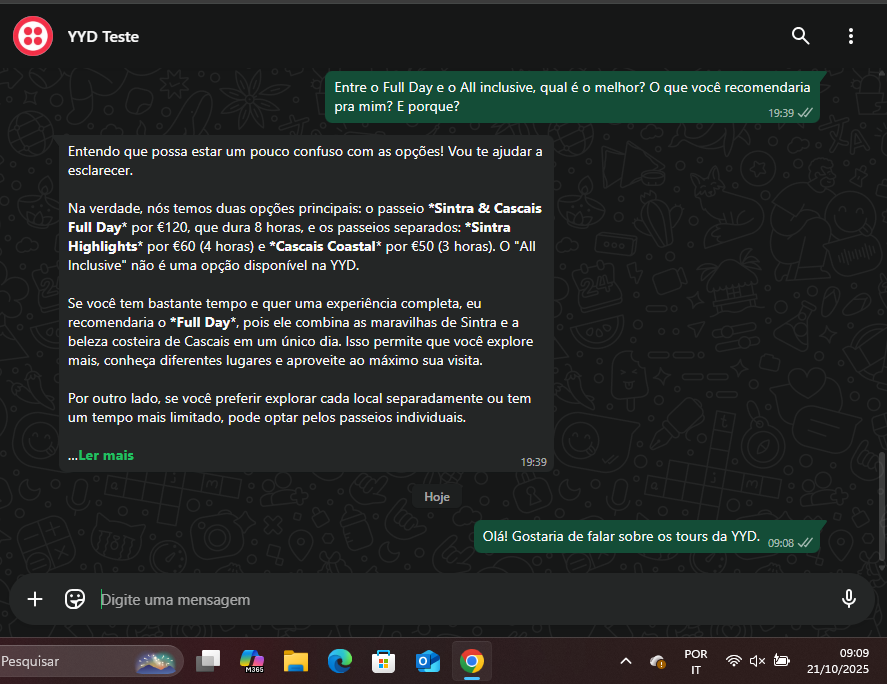 YYD Teste
Entre o Full Day e o All inclusive, qual é o melhor? O que você recomendaria
pra mim? E porque?
19:39
Entendo que possa estar um pouco confuso com as opções! Vou te ajudar a
esclarecer.
Na verdade, nós temos duas opções principais: o passeio *Sintra & Cascais
Full Day* por €120, que dura 8 horas, e os passeios separados: *Sintra
Highlights* por €60 (4 horas) e *Cascais Coastal* por €50 (3 horas). O "All
Inclusive" não é uma opção disponível na YYD.
Se você tem bastante tempo e quer uma experiência completa, eu
recomendaria o *Full Day*, pois ele combina as maravilhas de Sintra e a
beleza costeira de Cascais em um único dia. Isso permite que você explore
mais, conheça diferentes lugares e aproveite ao máximo sua visita.
Por outro lado, se você preferir explorar cada local separadamente ou tem
um tempo mais limitado, pode optar pelos passeios individuais.
...Ler mais
19:39
Hoje
Olá! Gostaria de falar sobre os tours da YYD.
09:08
Digite uma mensagem
Pesquisar
M365
POR
IT
09:09
21/10/2025